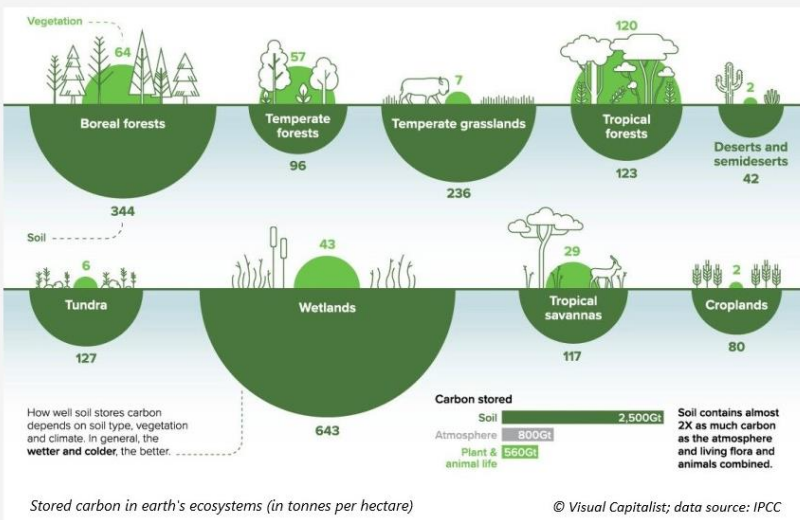 Vegetation
64
57
7
120
2
Boreal forests
Temperate
forests
Temperate grasslands
Tropical
forests
Deserts and
semideserts
344
96
236
123
42
Soil
6
43
29
2
Tundra
Wetlands
Tropical
savannas
Croplands
127
643
117
80
How well soil stores carbon
depends on soil type, vegetation
and climate. In general, the
wetter and colder, the better.
Carbon stored
Soil 2,500Gt
Atmosphere 800Gt
Plant &
animal life 560Gt
Soil contains almost
2X as much carbon
as the atmosphere
and living flora and
animals combined.
Stored carbon in earth's ecosystems (in tonnes per hectare)
© Visual Capitalist; data source: IPCC